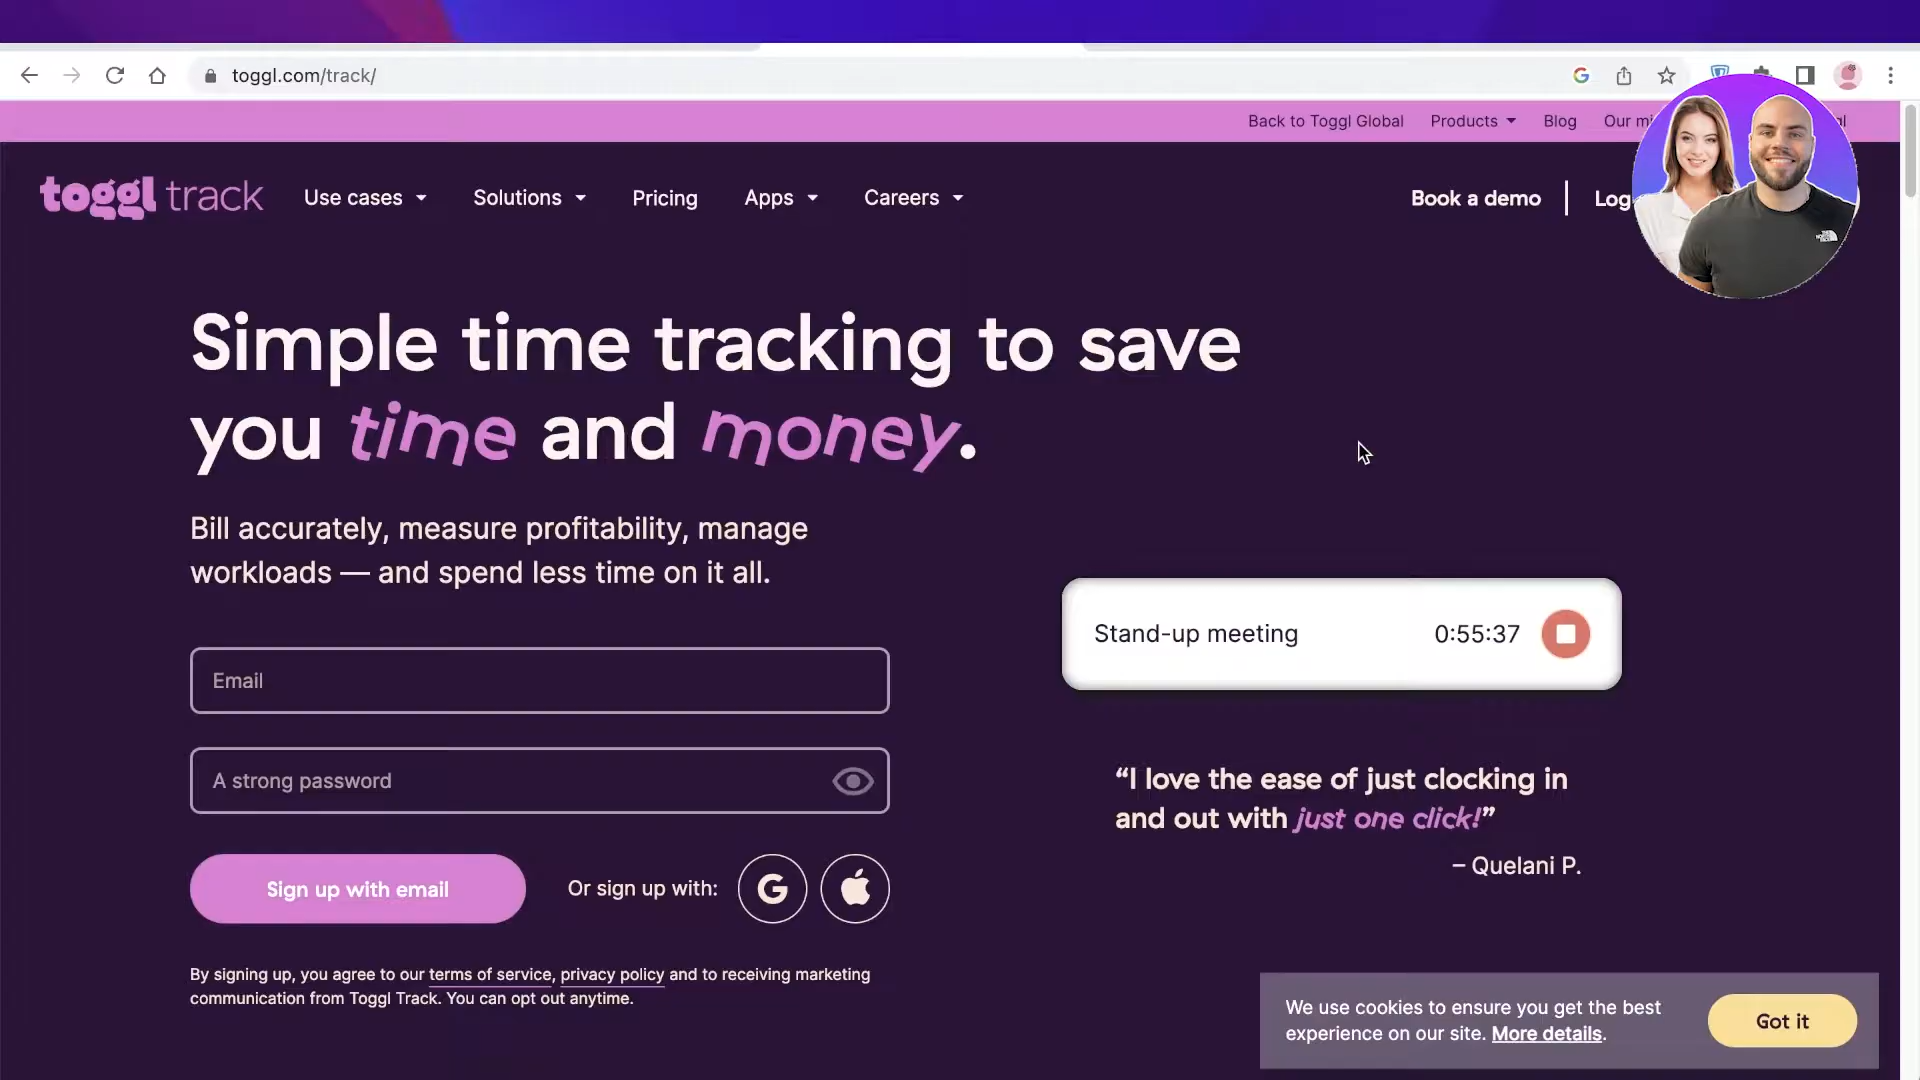 toggl.com/track/
Back to Toggl Global Products Blog Our
toggl track Use cases Solutions Pricing Apps Careers Book a demo
Simple time tracking to save
you time and money.
Bill accurately, measure profitability, manage
workloads — and spend less time on it all.
Email
A strong password
Sign up with email Or sign up with:
By signing up, you agree to our terms of service, privacy policy and to receiving marketing
communication from Toggl Track. You can opt out anytime.
Stand-up meeting 0:55:37
“I love the ease of just clocking in
and out with just one click!”
– Quelani P.
We use cookies to ensure you get the best
experience on our site. More details.
Got it